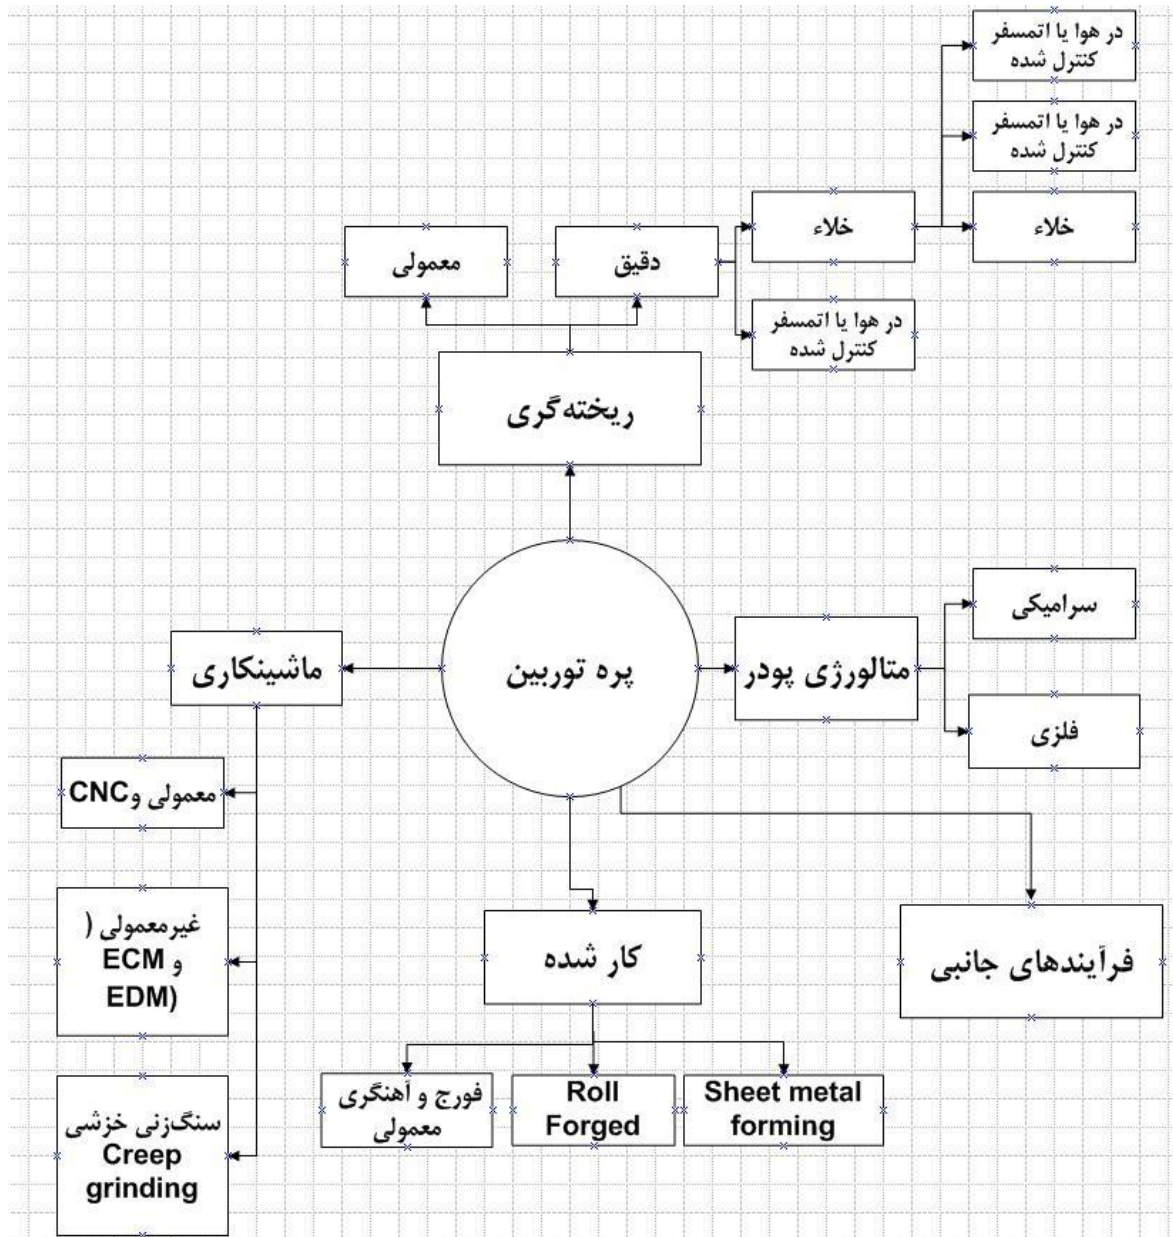 در هوا یا اتمسفر
کنترل شده
در هوا یا اتمسفر
کنترل شده
خلاء
خلاء
دقیق
معمولی
در هوا یا اتمسفر
کنترل شده
ریخته‌گری
سرامیکی
متالورژی پودر
پره توربین
ماشینکاری
فلزی
معمولی وCNC
غیرمعمولی (
ECM و
EDM)
کار شده
فرآیندهای جانبی
سنگ‌زنی خزشی
Creep
grinding
فورج و آهنگری
معمولی
Roll
Forged
Sheet metal
forming